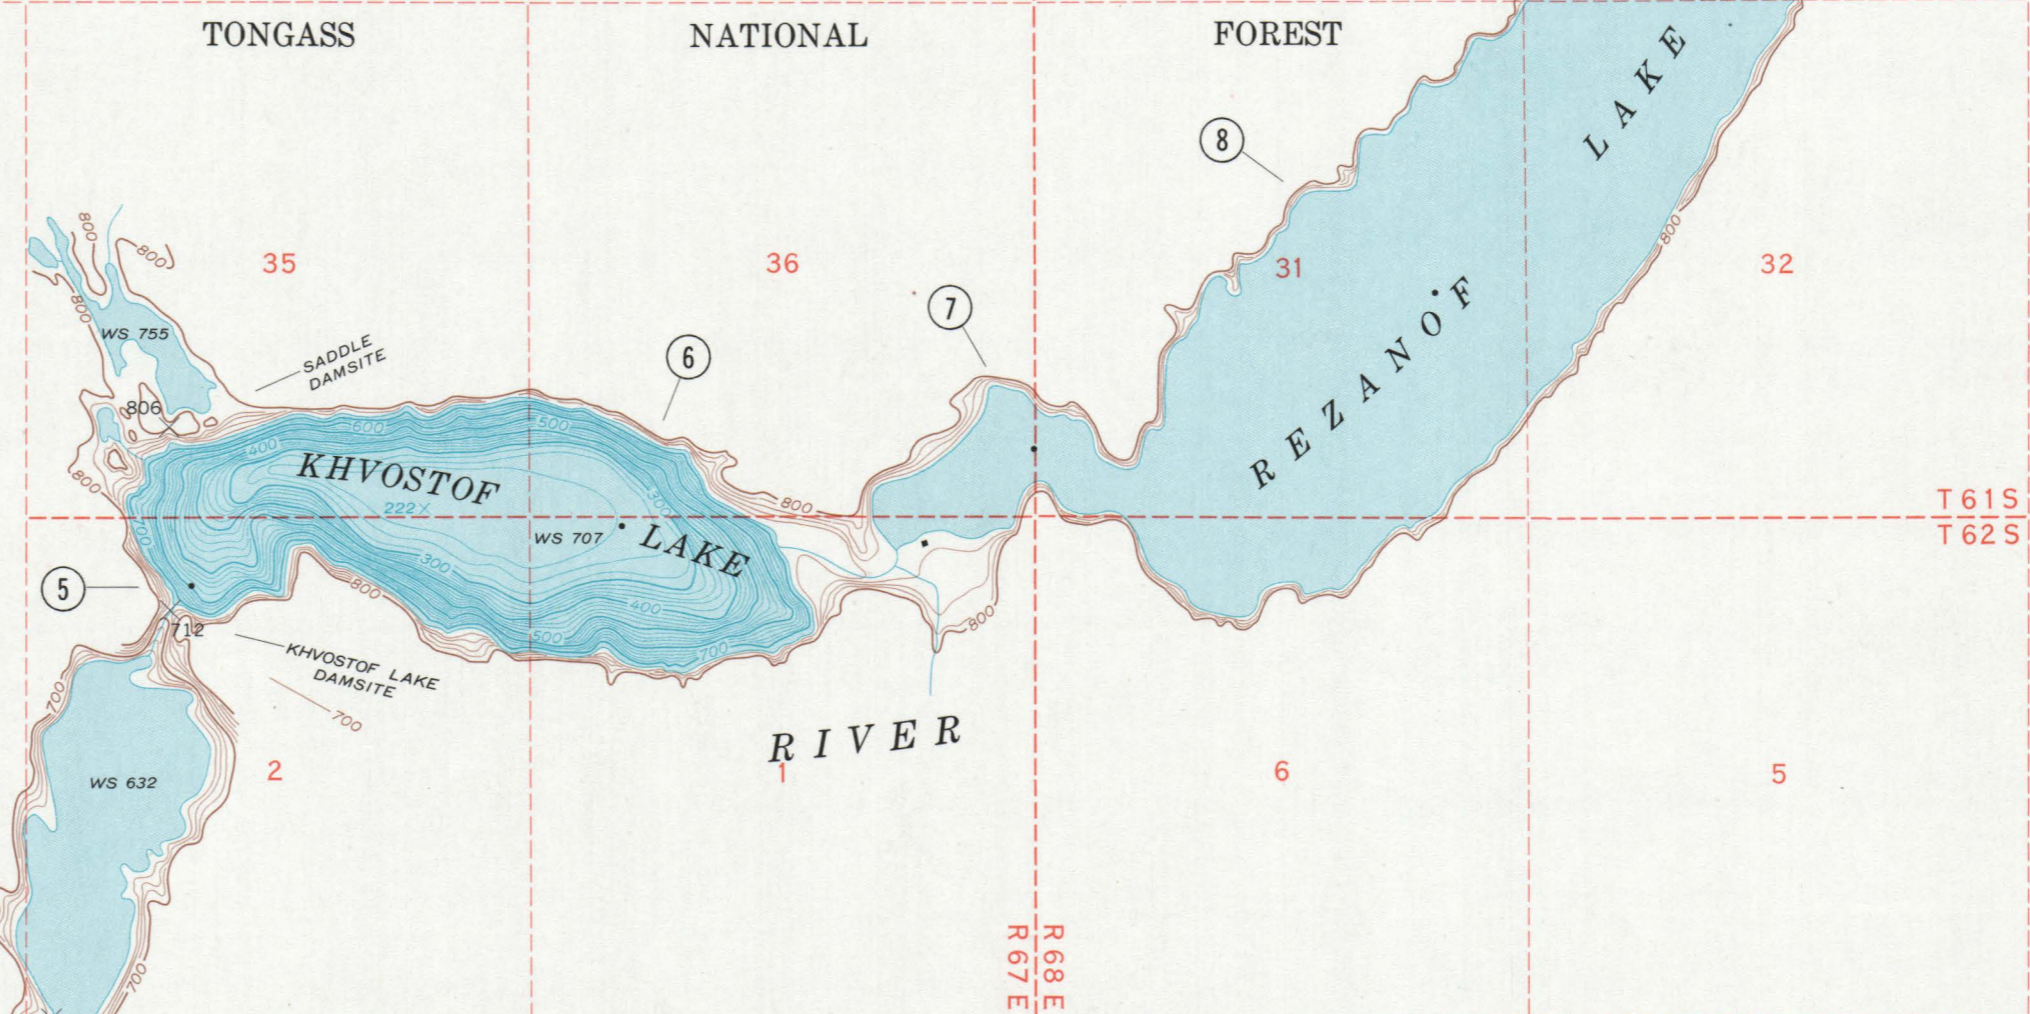 TONGASS
NATIONAL
FOREST
LAKE
8
800
800
800
35
36
31
32
800
WS 755
SADDLE
DAMSITE
7
6
REZANOF
806
400
600
500
KHVOSTOF
800
222
300
800
T 61 S
700
WS 707
LAKE
T 62 S
5
300
800
400
800
712
500
700
KHVOSTOF LAKE
DAMSITE
700
700
RIVER
WS 632
2
1
6
5
R 67 E
R 68 E
700